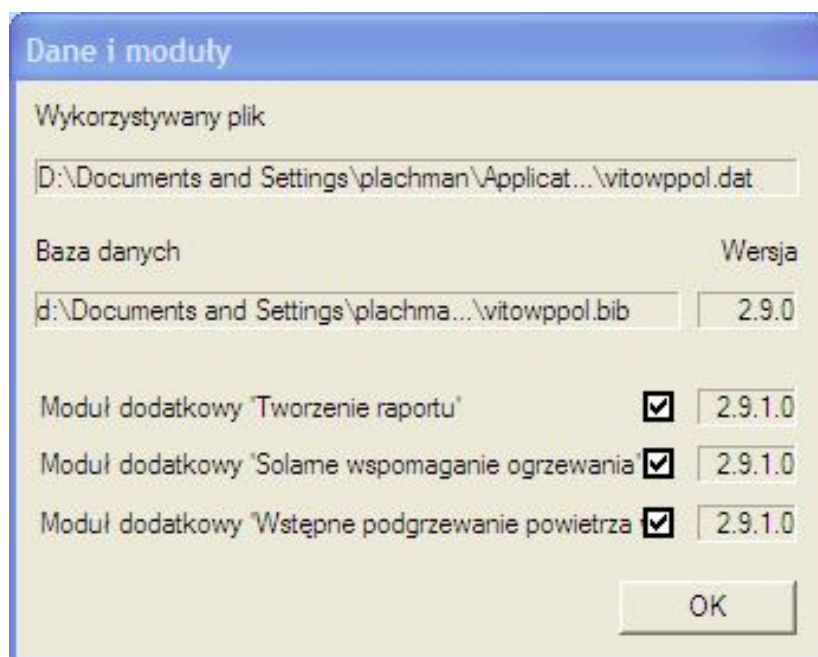 Dane i moduły
Wykorzystywany plik
D:\Documents and Settings\plachman\Applicat...\vitowppol.dat
Baza danych Wersja
d:\Documents and Settings\plachma...\vitowppol.bib 2.9.0
Moduł dodatkowy 'Tworzenie raportu' 2.9.1.0
Moduł dodatkowy 'Solarne wspomaganie ogrzewania' 2.9.1.0
Moduł dodatkowy 'Wstępne podgrzewanie powietrza 2.9.1.0
OK